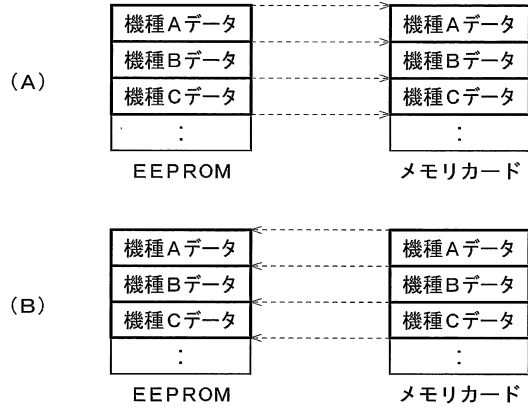 (A)
機種Aデータ 機種Aデータ
機種Bデータ 機種Bデータ
機種Cデータ 機種Cデータ
: :
EEPROM メモリカード
(B)
機種Aデータ 機種Aデータ
機種Bデータ 機種Bデータ
機種Cデータ 機種Cデータ
: :
EEPROM メモリカード